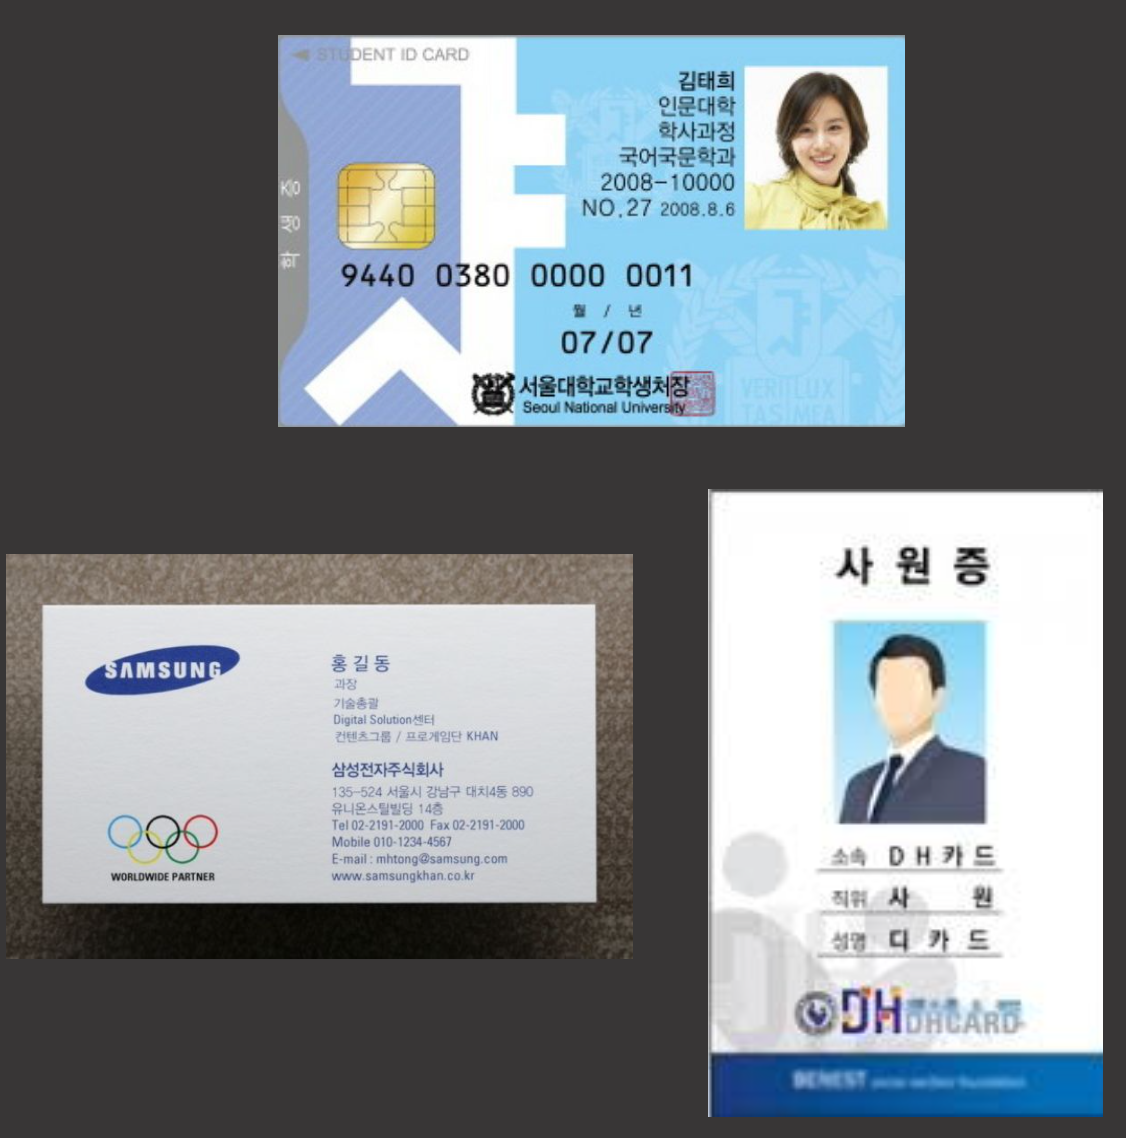 STUDENT ID CARD
학생증
김태희
인문대학
학사과정
국어국문학과
2008-10000
NO.27 2008.8.6
9440 0380 0000 0011
월 / 년
07/07
서울대학교학생처장
Seoul National University
VERI LUX
TAS MEA
SAMSUNG
홍길동
과장
기술총괄
Digital Solution센터
컨텐츠그룹 / 프로게임단 KHAN
삼성전자주식회사
135-524 서울시 강남구 대치4동 890
유니온스틸빌딩 14층
Tel 02-2191-2000 Fax 02-2191-2000
Mobile 010-1234-4567
E-mail : mhtong@samsung.com
www.samsungkhan.co.kr
WORLDWIDE PARTNER
사 원 증
소속 D H 카 드
직위 사 원
성명 디 카 드
DH DHCARD
BENEST